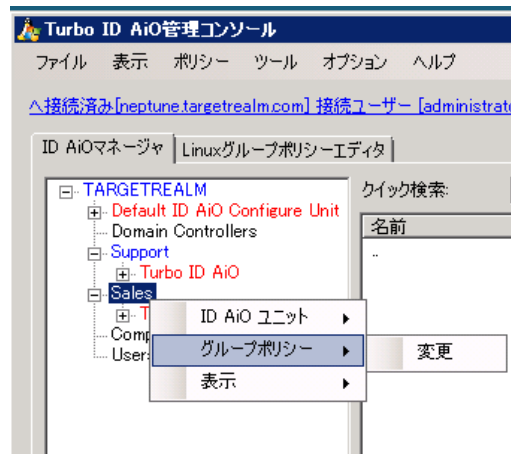 Turbo ID AiO管理コンソール
ファイル 表示 ポリシー ツール オプション ヘルプ
へ接続済み[neptune.targetrealm.com] 接続ユーザー [administrat
ID AiOマネージャ Linuxグループポリシーエディタ
TARGETREALM
クイック検索:
Default ID AiO Configure Unit
名前
Domain Controllers
..
Support
Turbo ID AiO
Sales
T
ID AiO ユニット
Comp
グループポリシー
変更
Users
表示